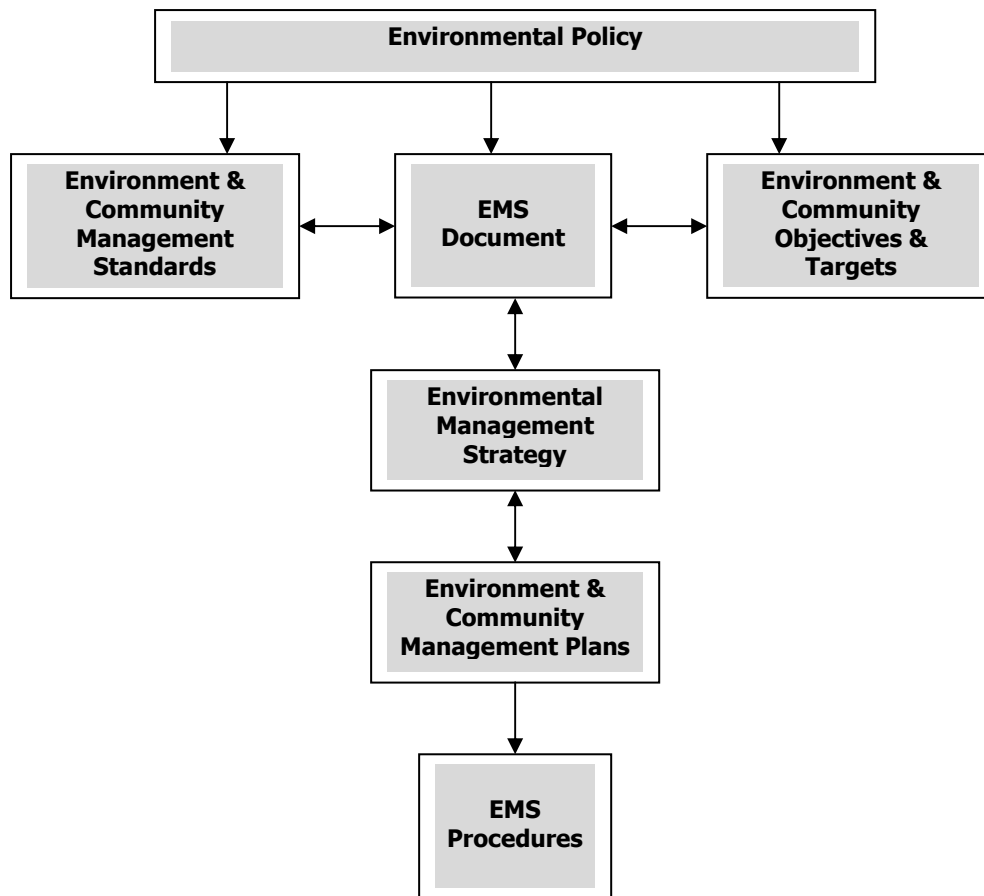 Environmental Policy
Environment &
Community
Management
Standards
EMS
Document
Environment &
Community
Objectives &
Targets
Environmental
Management
Strategy
Environment &
Community
Management Plans
EMS
Procedures